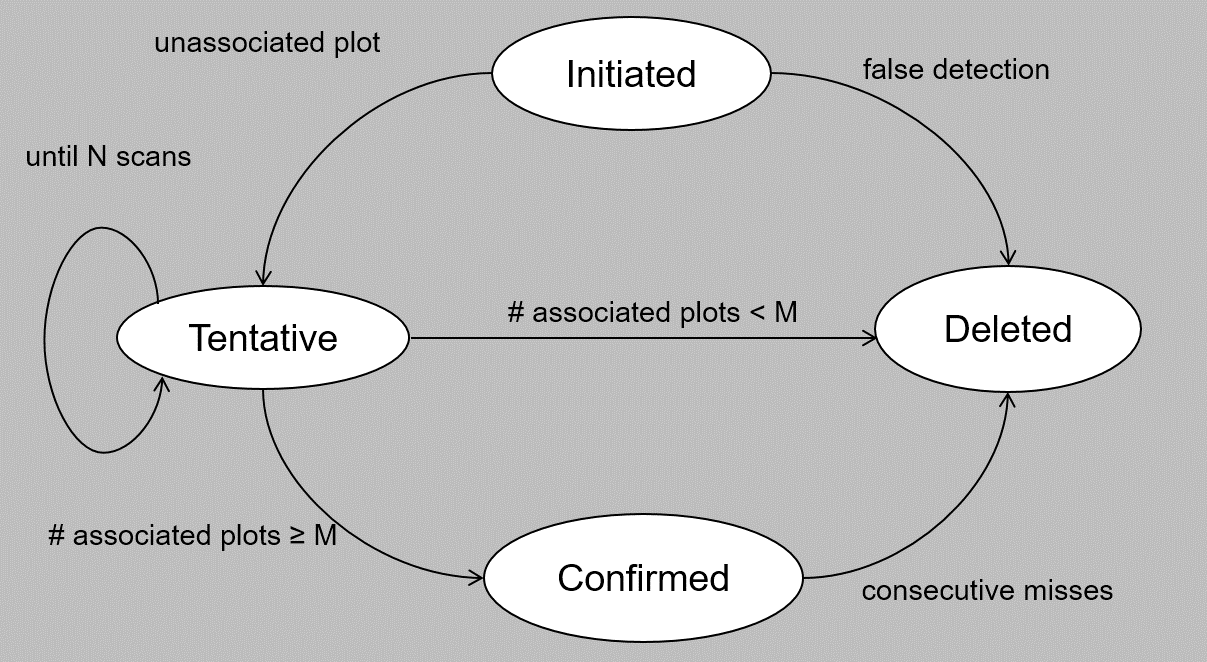 unassociated plot
Initiated
false detection
until N scans
# associated plots < M
Tentative
Deleted
# associated plots ≥ M
Confirmed
consecutive misses